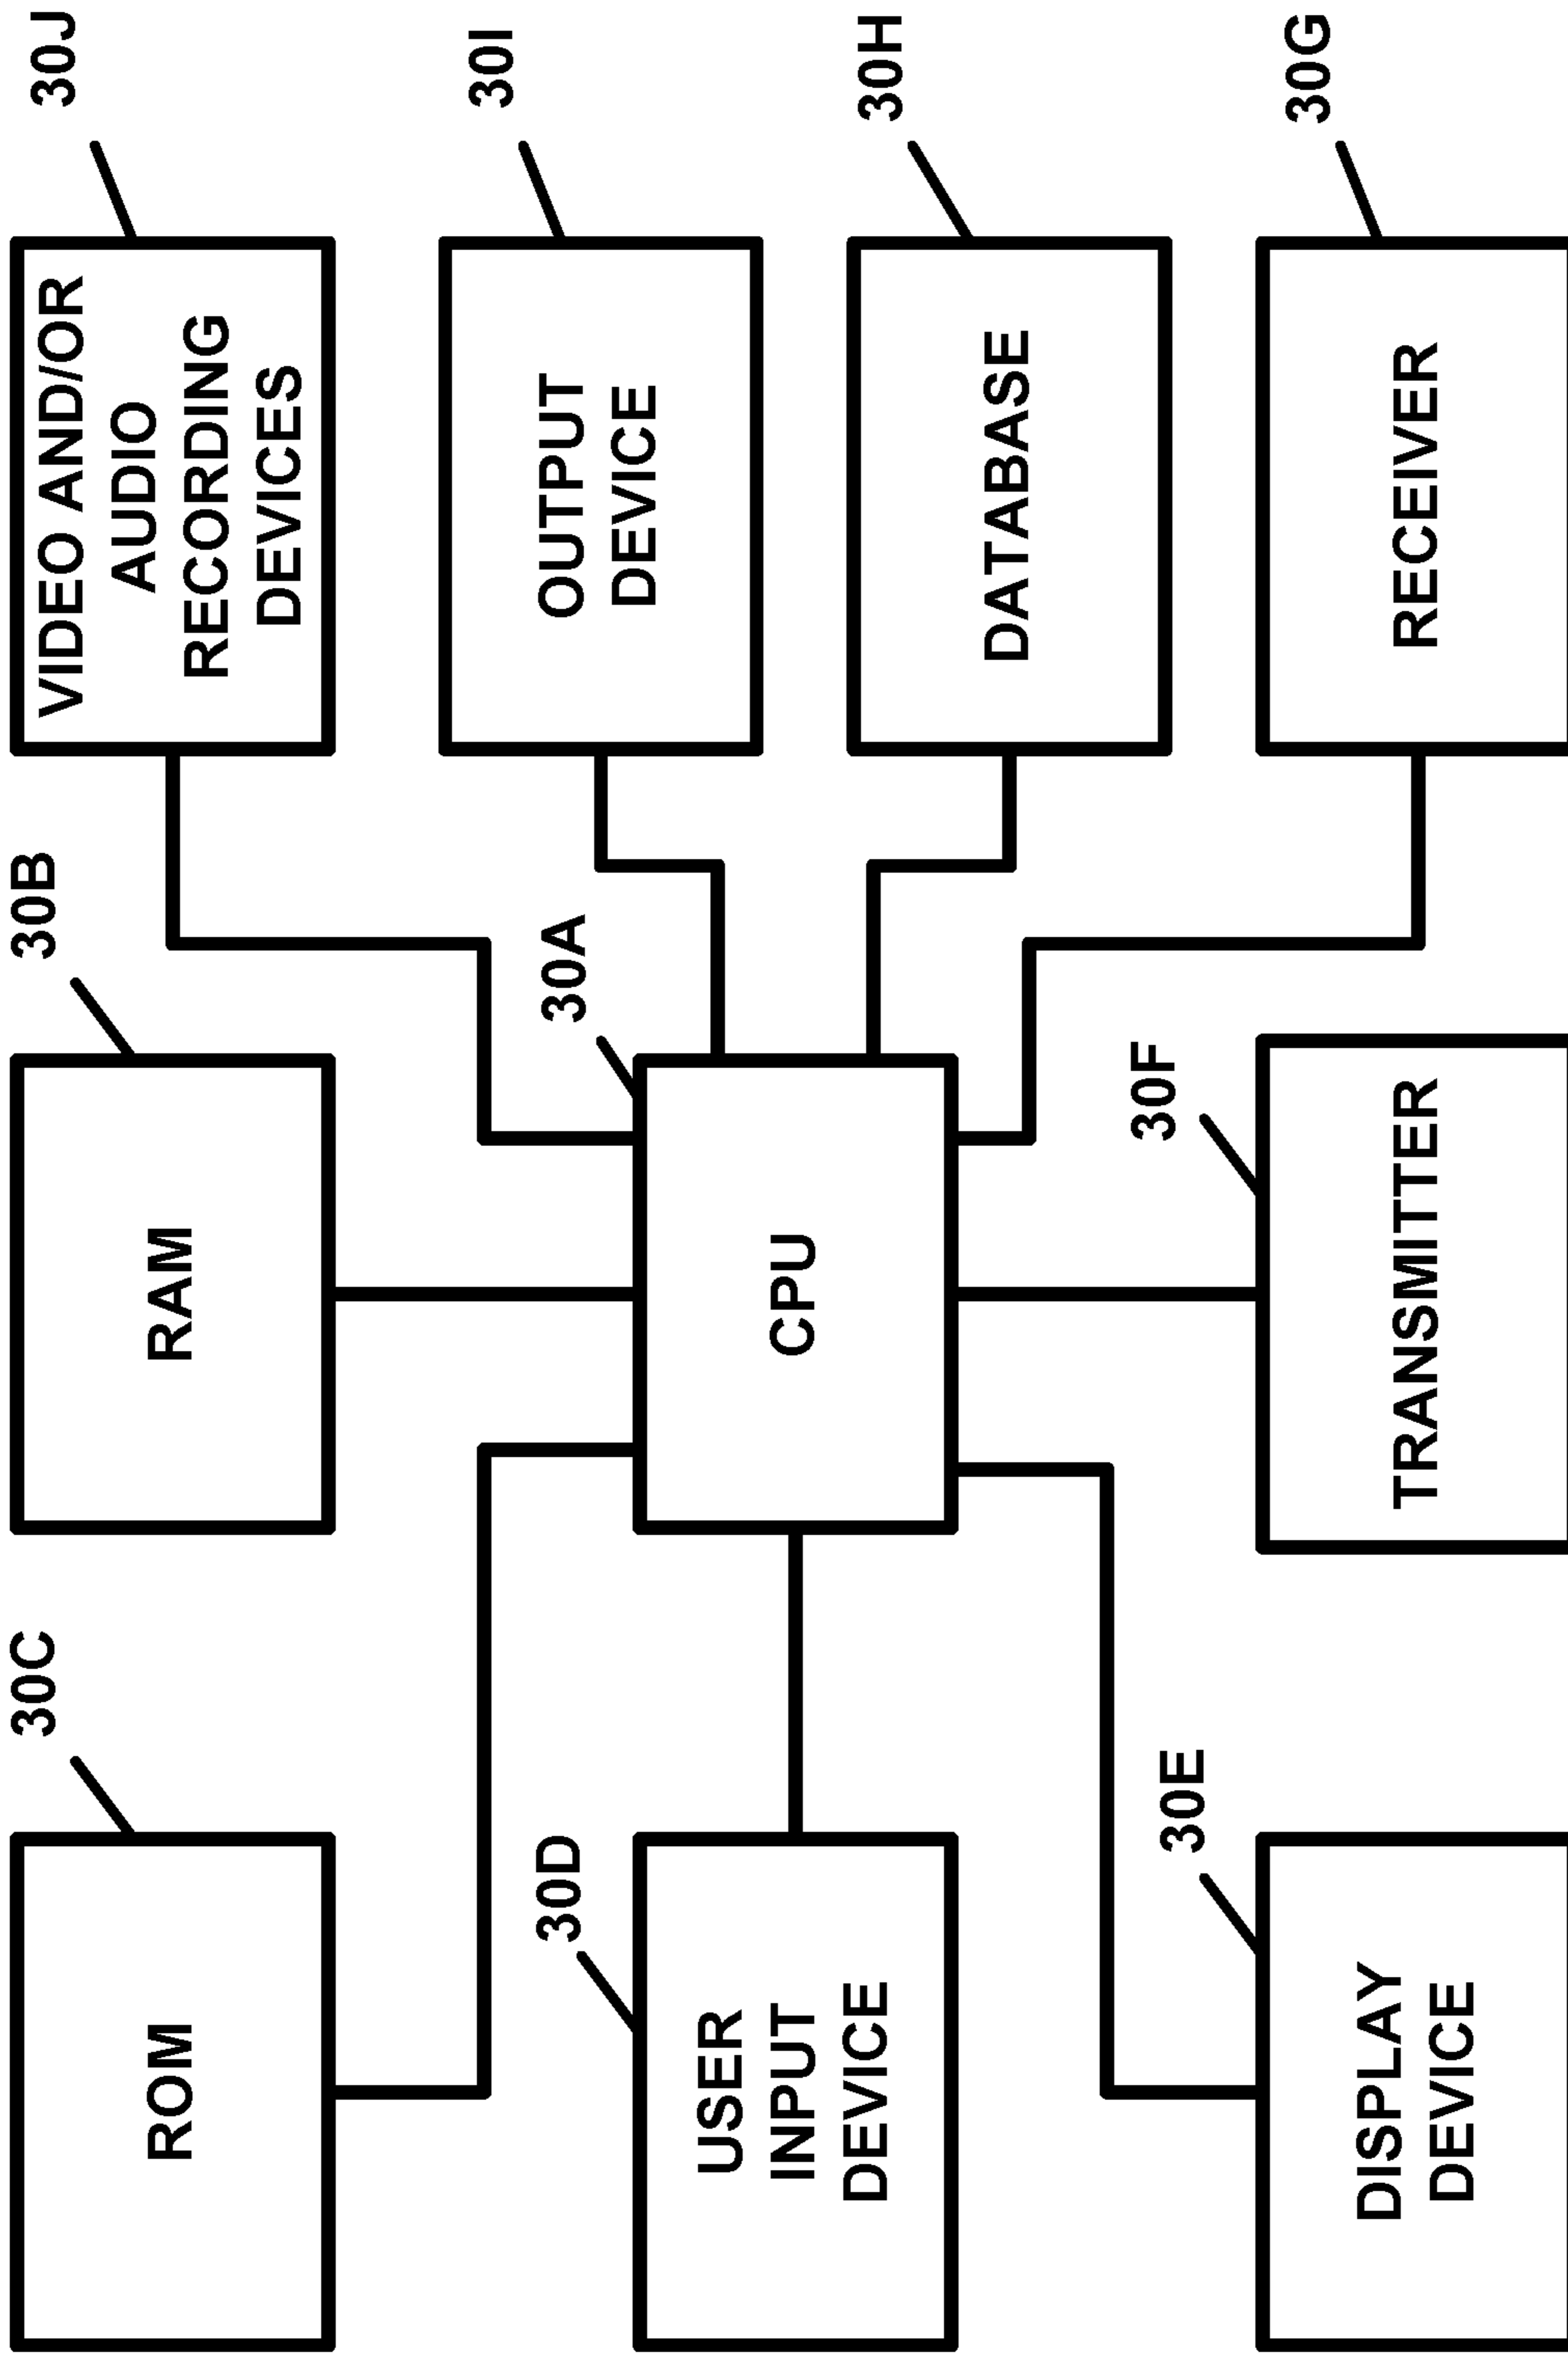 30C
30B
30J
ROM
RAM
VIDEO AND/OR
AUDIO
RECORDING
DEVICES
30I
30D
30A
OUTPUT
DEVICE
USER
INPUT
DEVICE
CPU
30H
DATABASE
30E
30F
30G
DISPLAY
DEVICE
TRANSMITTER
RECEIVER